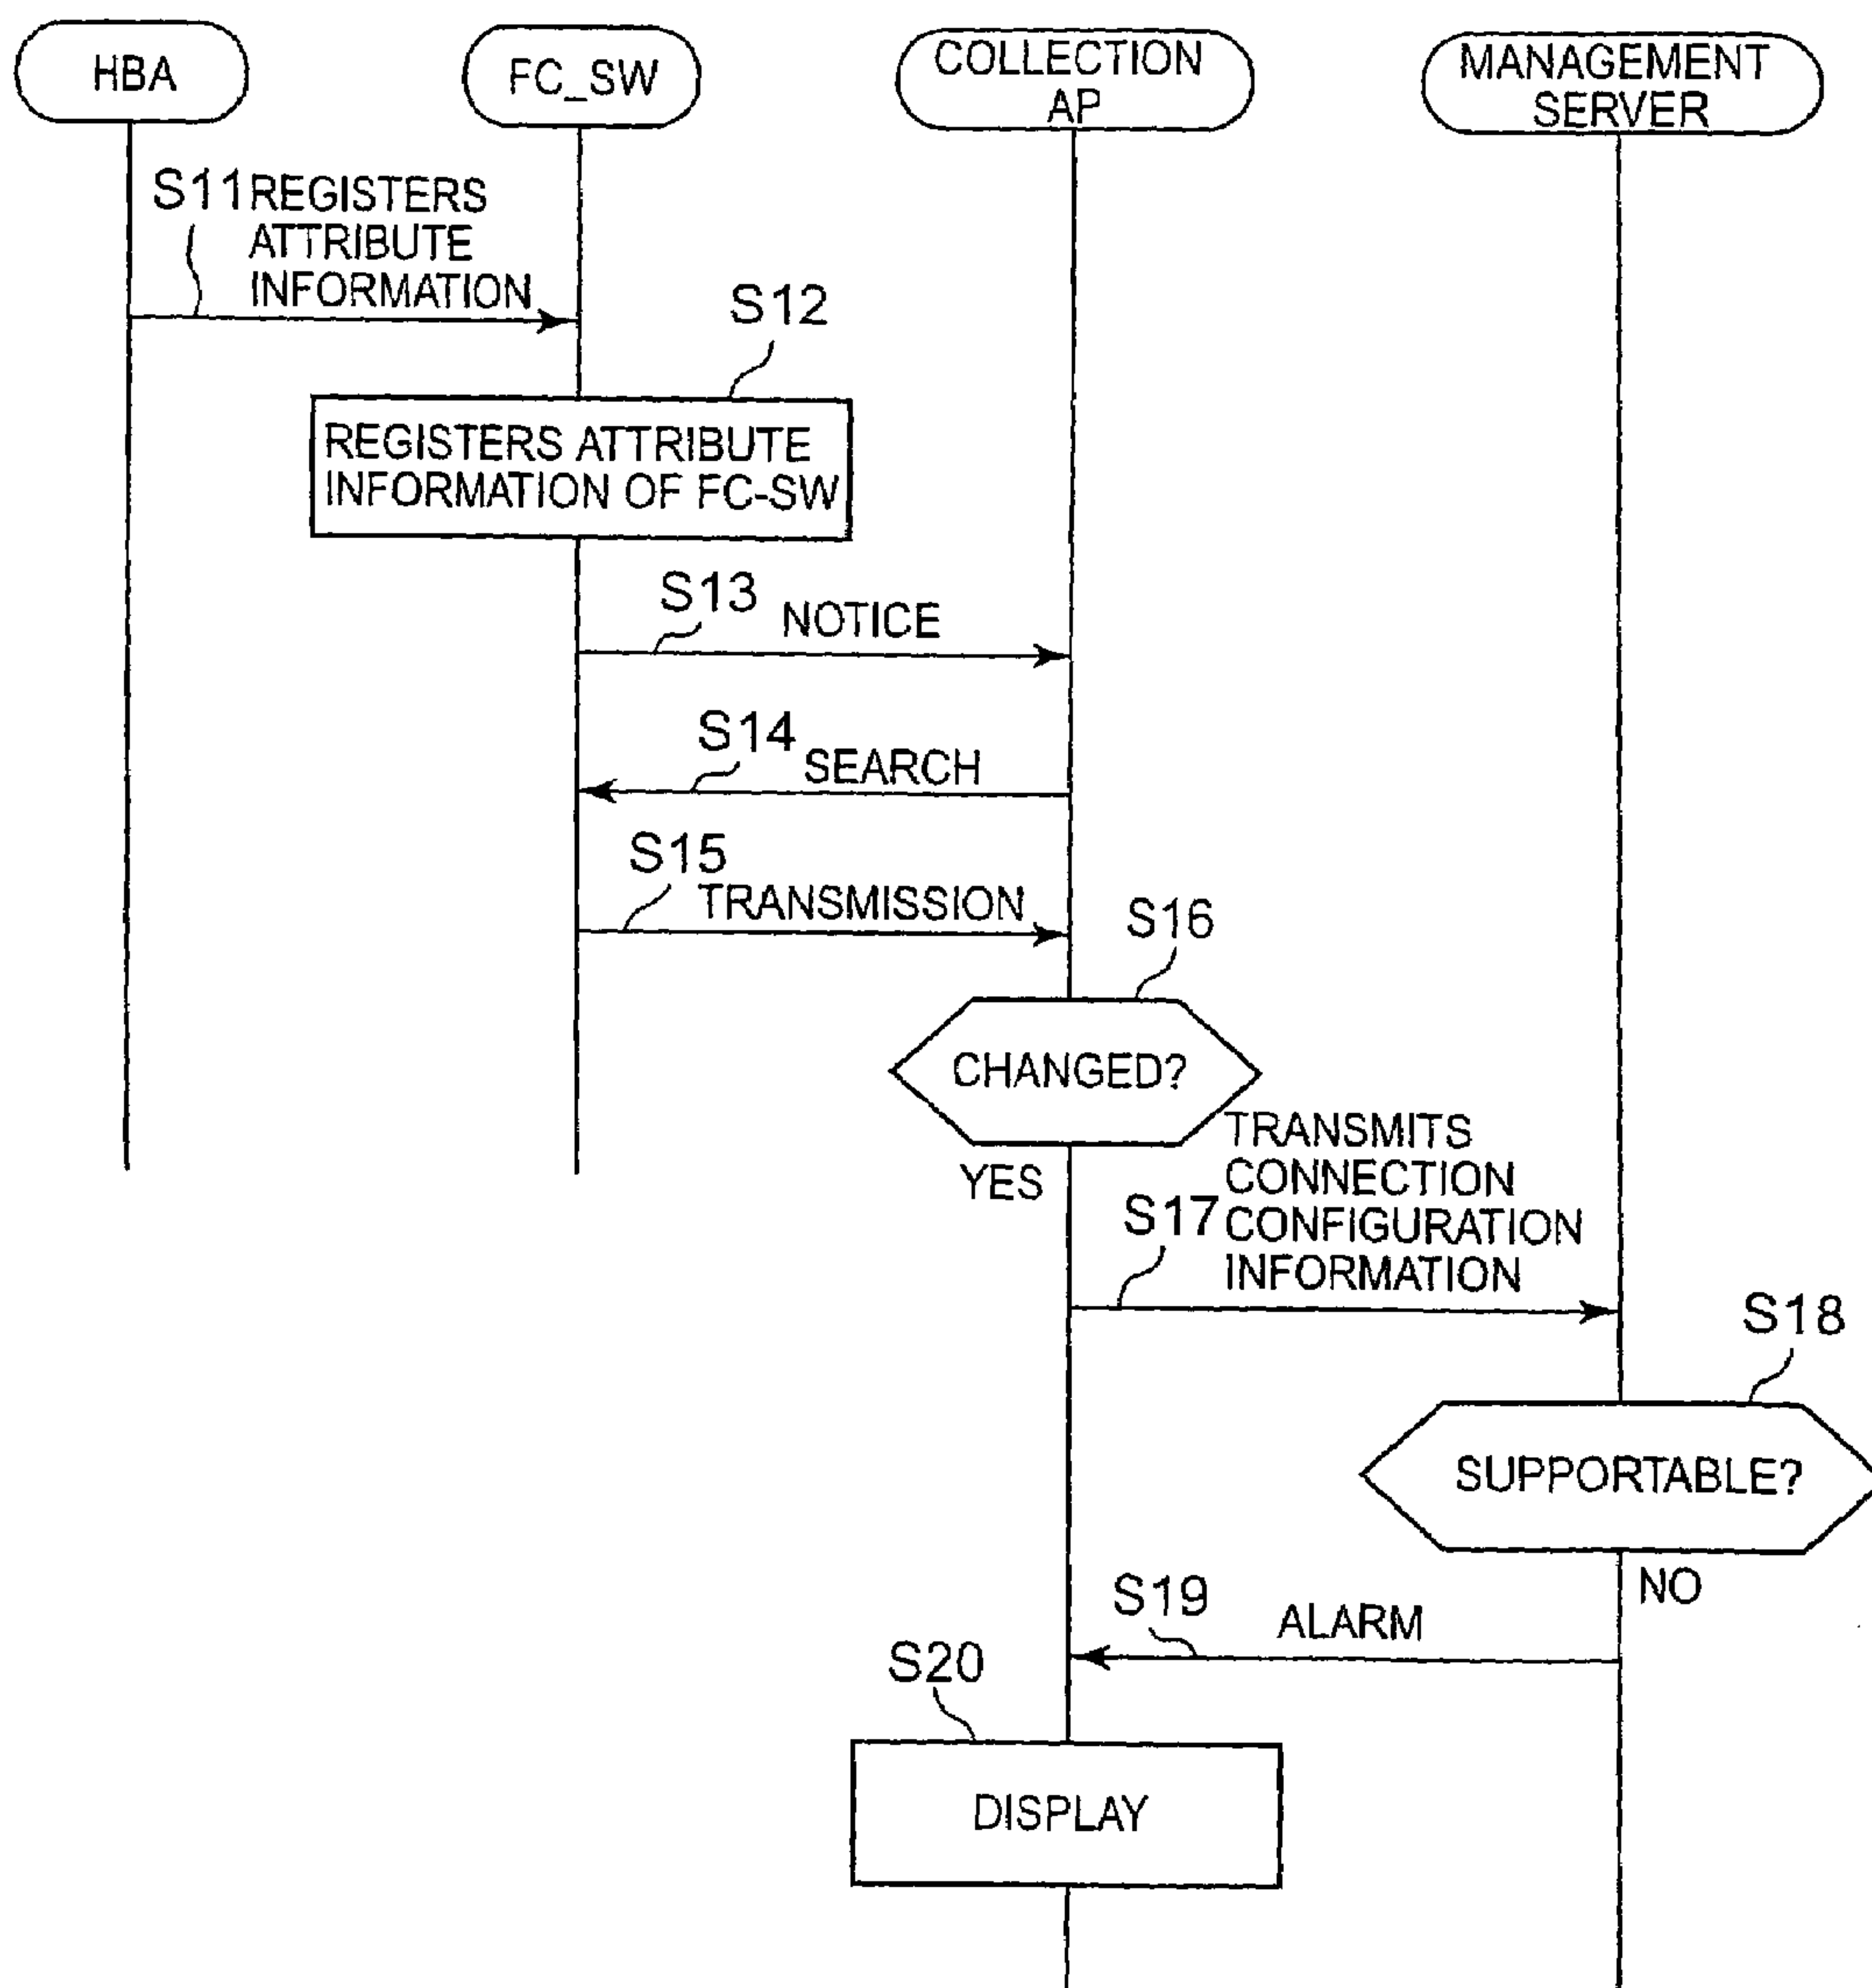 HBA
FC_SW
COLLECTION
AP
MANAGEMENT
SERVER
S11 REGISTERS
ATTRIBUTE
INFORMATION
S12
REGISTERS ATTRIBUTE
INFORMATION OF FC-SW
S13 NOTICE
S14 SEARCH
S15 TRANSMISSION
S16
CHANGED?
YES
TRANSMITS
CONNECTION
S17 CONFIGURATION
INFORMATION
S18
SUPPORTABLE?
NO
S19 ALARM
S20
DISPLAY